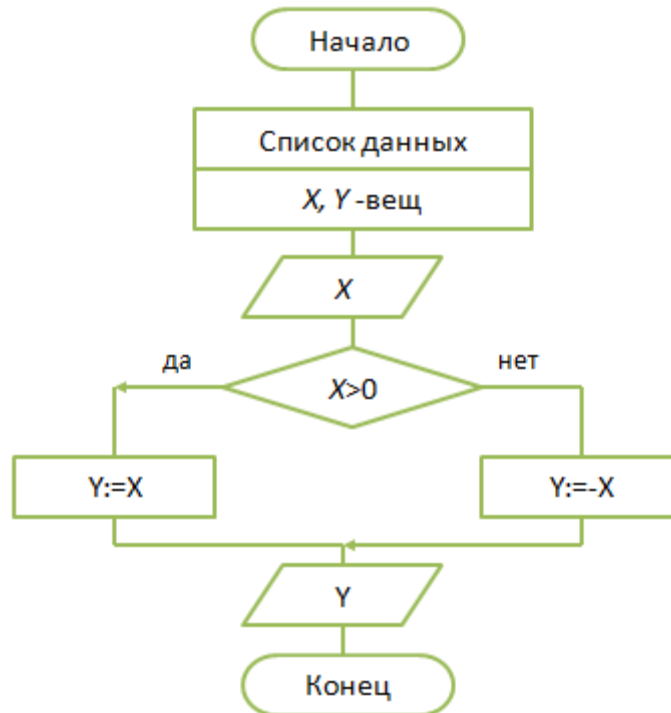 Начало
Список данных
X, Y -вещ
X
да
нет
X>0
Y:=X
Y:=-X
Y
Конец